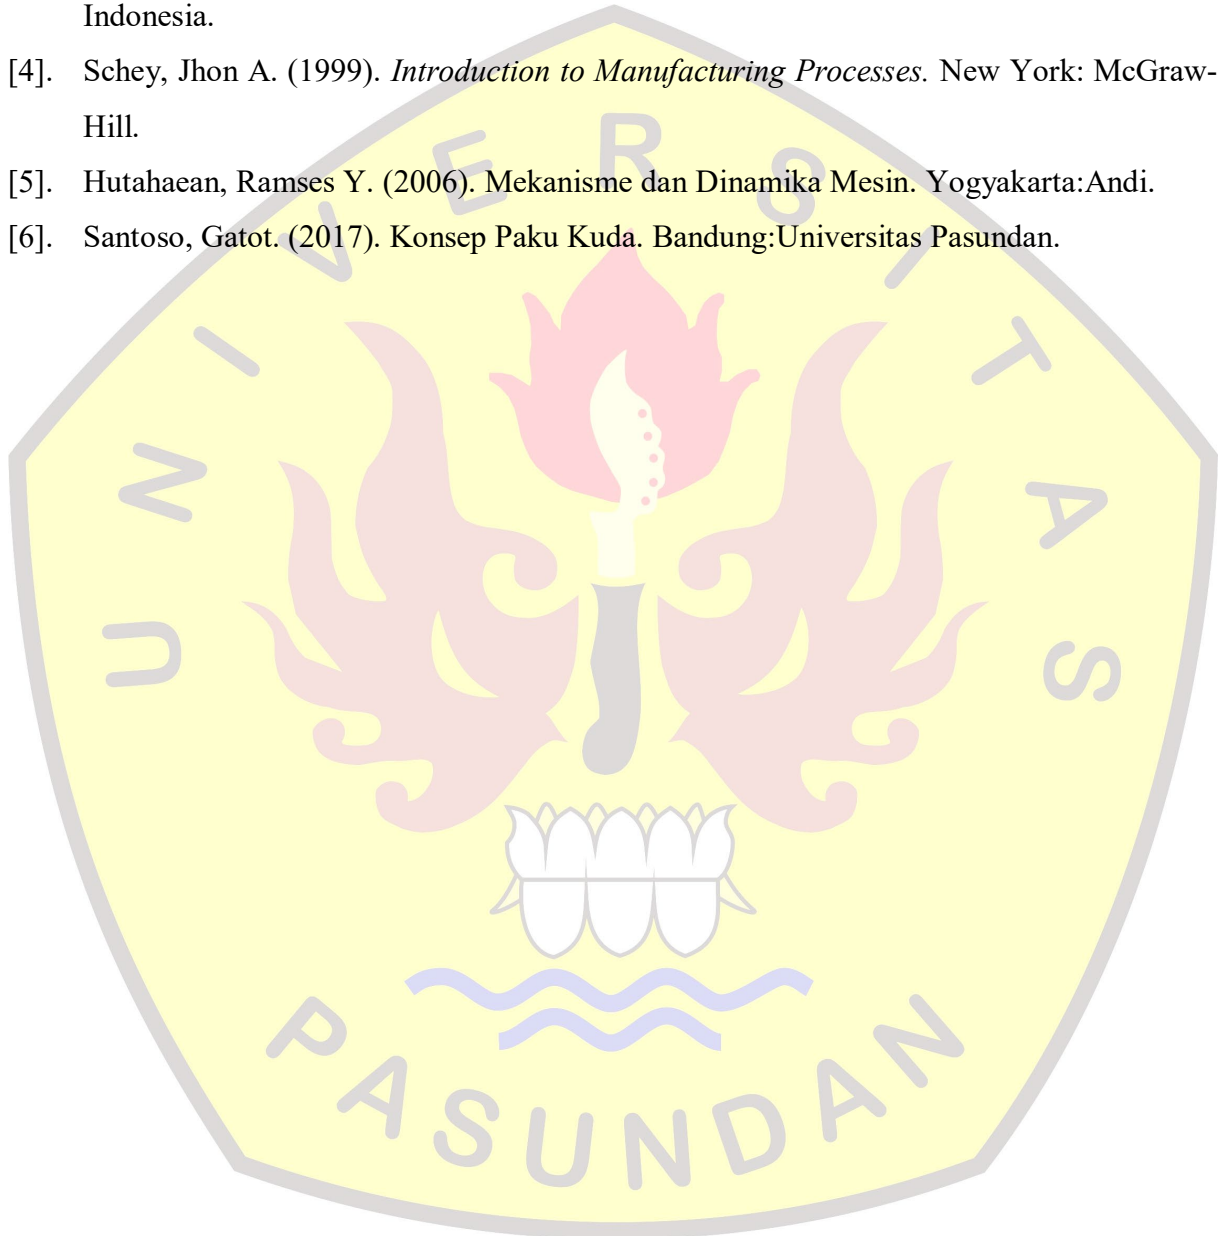 Indonesia.
[4]. Schey, Jhon A. (1999). Introduction to Manufacturing Processes. New York: McGraw-
Hill.
[5]. Hutahaean, Ramses Y. (2006). Mekanisme dan Dinamika Mesin. Yogyakarta:Andi.
[6]. Santoso, Gatot. (2017). Konsep Paku Kuda. Bandung:Universitas Pasundan.
UNIVERSITAS
PASUNDAN